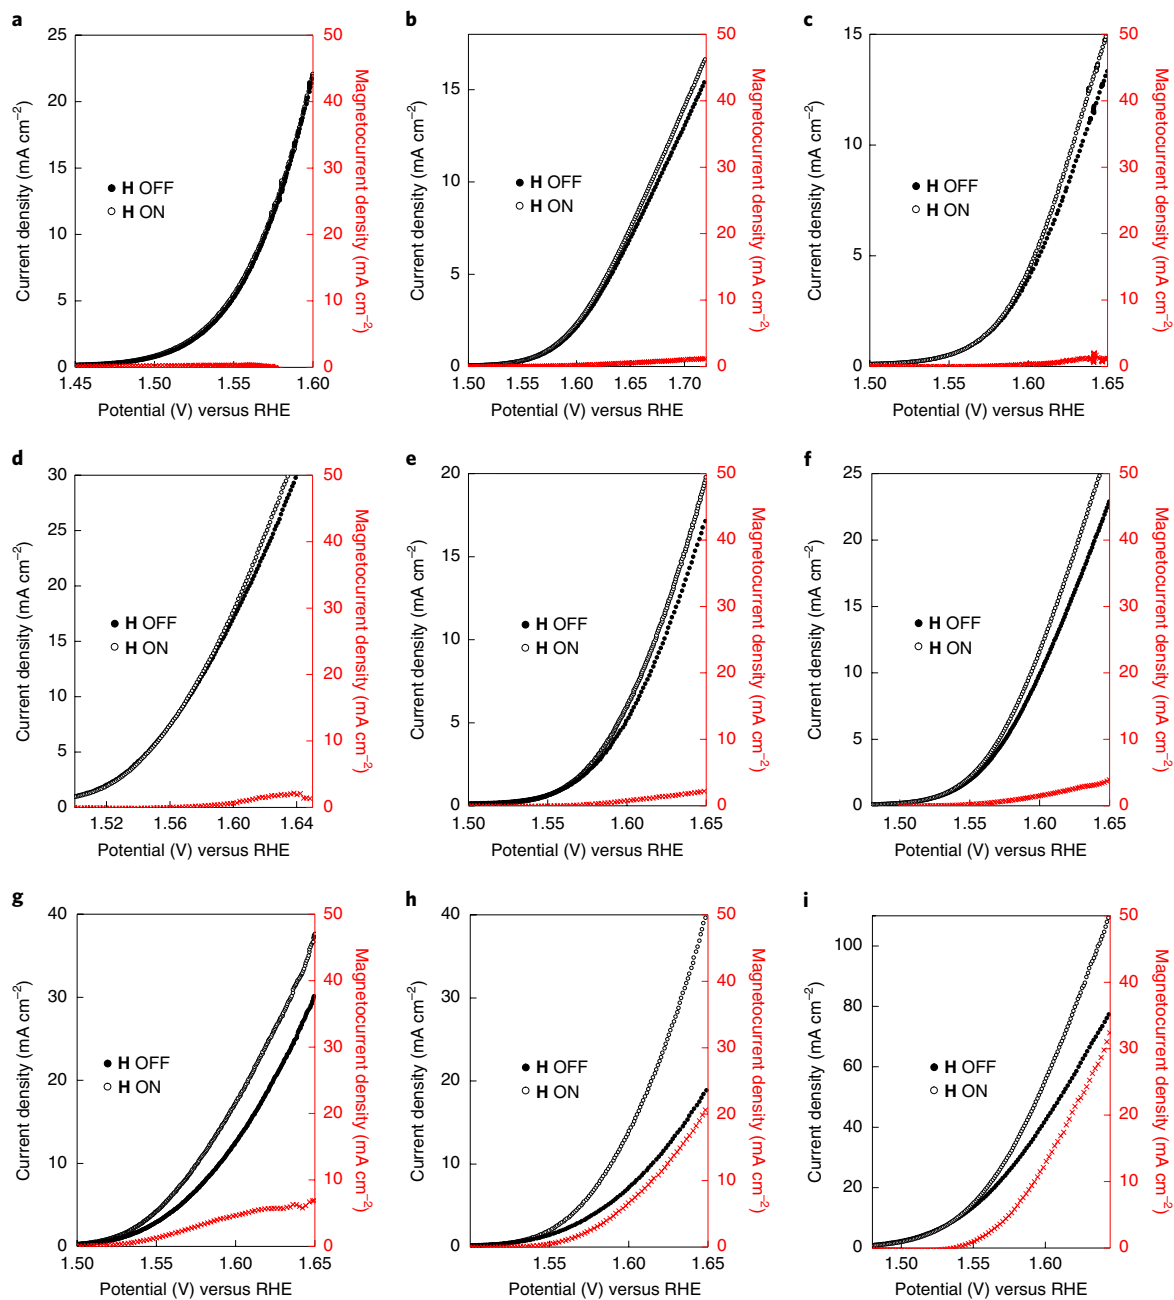 a
25
20
15
10
5
0
Current density (mA cm⁻²)
50
40
30
20
10
0
Magnetocurrent density (mA cm⁻²)
H OFF
H ON
1.45
1.50
1.55
1.60
Potential (V) versus RHE
b
15
10
5
0
Current density (mA cm⁻²)
50
40
30
20
10
0
Magnetocurrent density (mA cm⁻²)
H OFF
H ON
1.50
1.55
1.60
1.65
1.70
Potential (V) versus RHE
c
15
10
5
0
Current density (mA cm⁻²)
50
40
30
20
10
0
Magnetocurrent density (mA cm⁻²)
H OFF
H ON
1.50
1.55
1.60
1.65
Potential (V) versus RHE
d
30
25
20
15
10
5
0
Current density (mA cm⁻²)
50
40
30
20
10
0
Magnetocurrent density (mA cm⁻²)
H OFF
H ON
1.52
1.56
1.60
1.64
Potential (V) versus RHE
e
20
15
10
5
0
Current density (mA cm⁻²)
50
40
30
20
10
0
Magnetocurrent density (mA cm⁻²)
H OFF
H ON
1.50
1.55
1.60
1.65
Potential (V) versus RHE
f
25
20
15
10
5
0
Current density (mA cm⁻²)
50
40
30
20
10
0
Magnetocurrent density (mA cm⁻²)
H OFF
H ON
1.50
1.55
1.60
1.65
Potential (V) versus RHE
g
40
30
20
10
0
Current density (mA cm⁻²)
50
40
30
20
10
0
Magnetocurrent density (mA cm⁻²)
H OFF
H ON
1.50
1.55
1.60
1.65
Potential (V) versus RHE
h
40
30
20
10
0
Current density (mA cm⁻²)
50
40
30
20
10
0
Magnetocurrent density (mA cm⁻²)
H OFF
H ON
1.55
1.60
1.65
Potential (V) versus RHE
i
100
80
60
40
20
0
Current density (mA cm⁻²)
50
40
30
20
10
0
Magnetocurrent density (mA cm⁻²)
H OFF
H ON
1.50
1.55
1.60
Potential (V) versus RHE